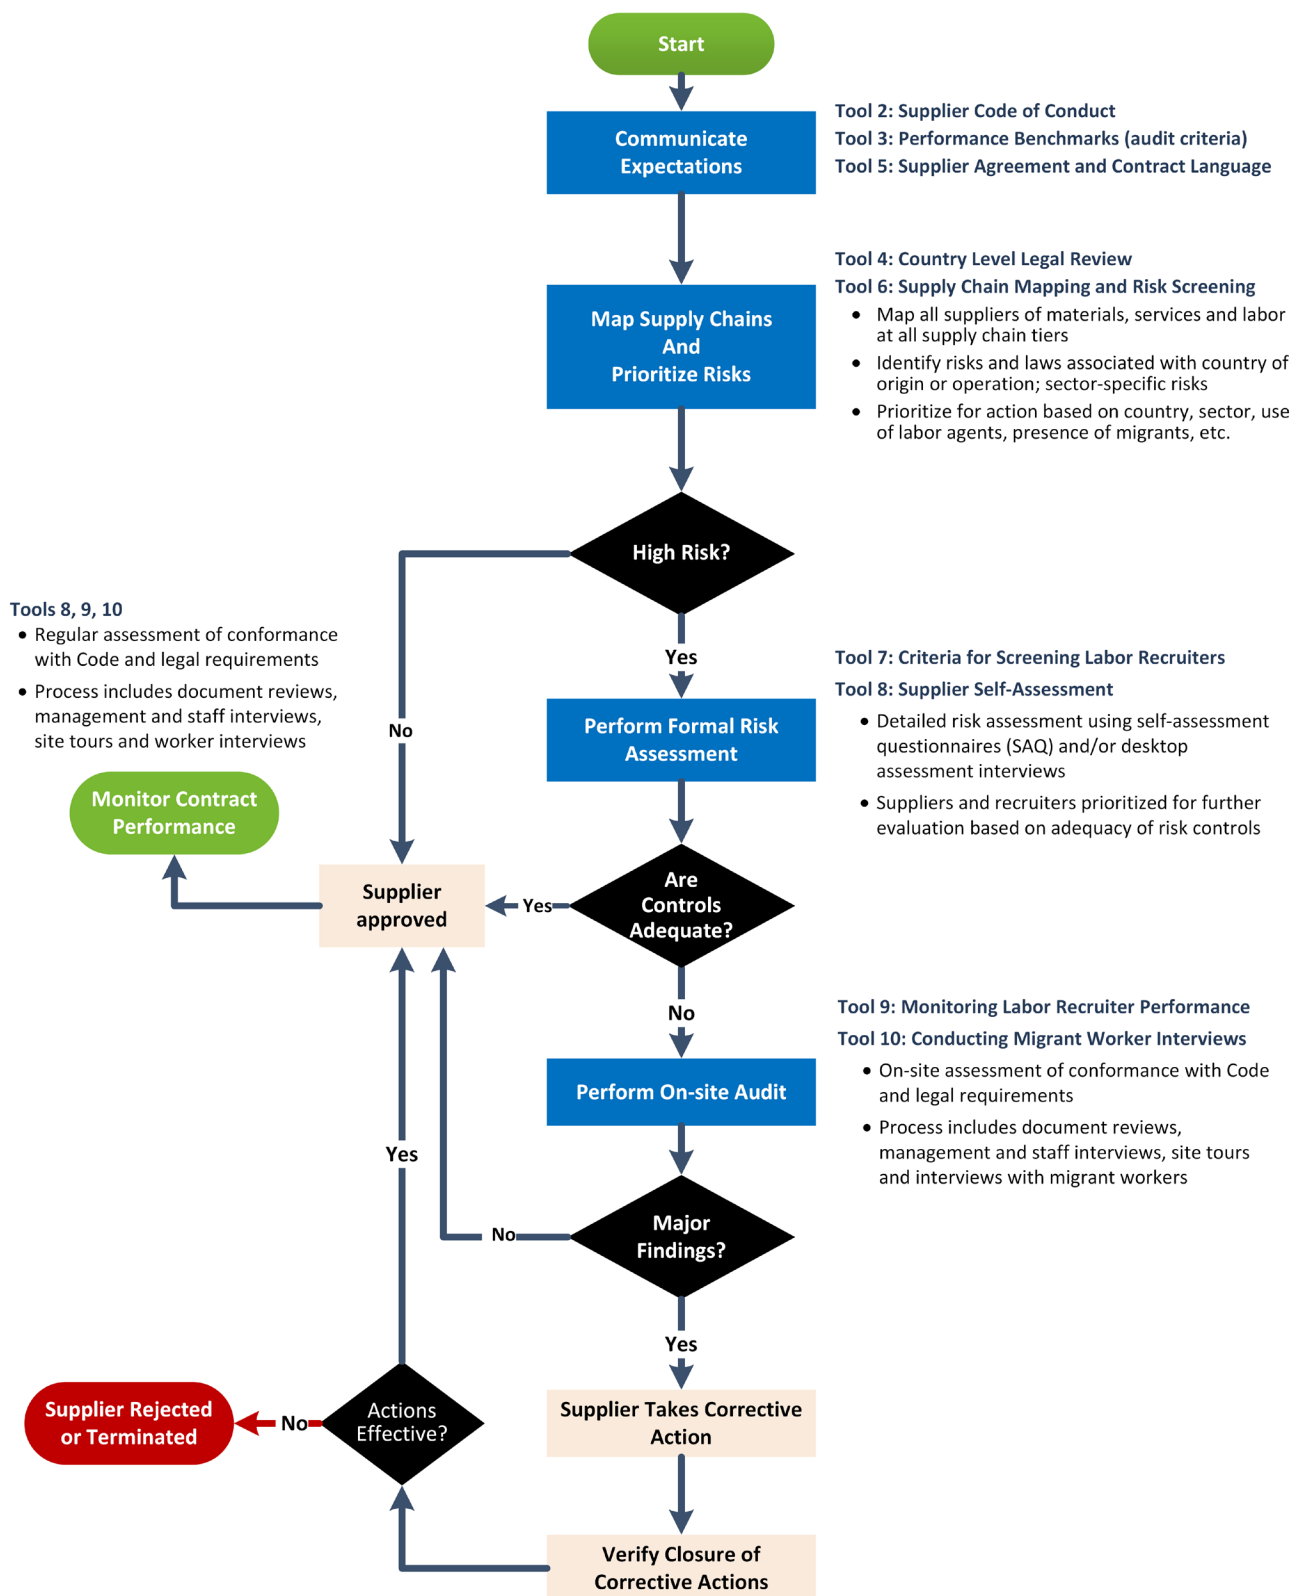 Start
Communicate
Expectations
Tool 2: Supplier Code of Conduct
Tool 3: Performance Benchmarks (audit criteria)
Tool 5: Supplier Agreement and Contract Language
Map Supply Chains
And
Prioritize Risks
Tool 4: Country Level Legal Review
Tool 6: Supply Chain Mapping and Risk Screening
• Map all suppliers of materials, services and labor
at all supply chain tiers
• Identify risks and laws associated with country of
origin or operation; sector-specific risks
• Prioritize for action based on country, sector, use
of labor agents, presence of migrants, etc.
High Risk?
Tools 8, 9, 10
• Regular assessment of conformance
with Code and legal requirements
• Process includes document reviews,
management and staff interviews,
site tours and worker interviews
No
Yes
Perform Formal Risk
Assessment
Tool 7: Criteria for Screening Labor Recruiters
Tool 8: Supplier Self-Assessment
• Detailed risk assessment using self-assessment
questionnaires (SAQ) and/or desktop
assessment interviews
• Suppliers and recruiters prioritized for further
evaluation based on adequacy of risk controls
Monitor Contract
Performance
Supplier
approved
Yes
Are
Controls
Adequate?
No
Perform On-site Audit
Tool 9: Monitoring Labor Recruiter Performance
Tool 10: Conducting Migrant Worker Interviews
• On-site assessment of conformance with Code
and legal requirements
• Process includes document reviews,
management and staff interviews, site tours
and interviews with migrant workers
Yes
No
Major
Findings?
Yes
Supplier Rejected
or Terminated
No
Actions
Effective?
Supplier Takes Corrective
Action
Verify Closure of
Corrective Actions